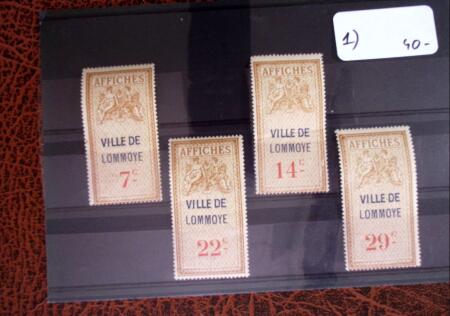 1) 40-
AFFICHES
VILLE DE
LOMMOYE
7c
AFFICHES
VILLE DE
LOMMOYE
22c
AFFICHES
VILLE DE
LOMMOYE
14c
AFFICHES
VILLE DE
LOMMOYE
29c